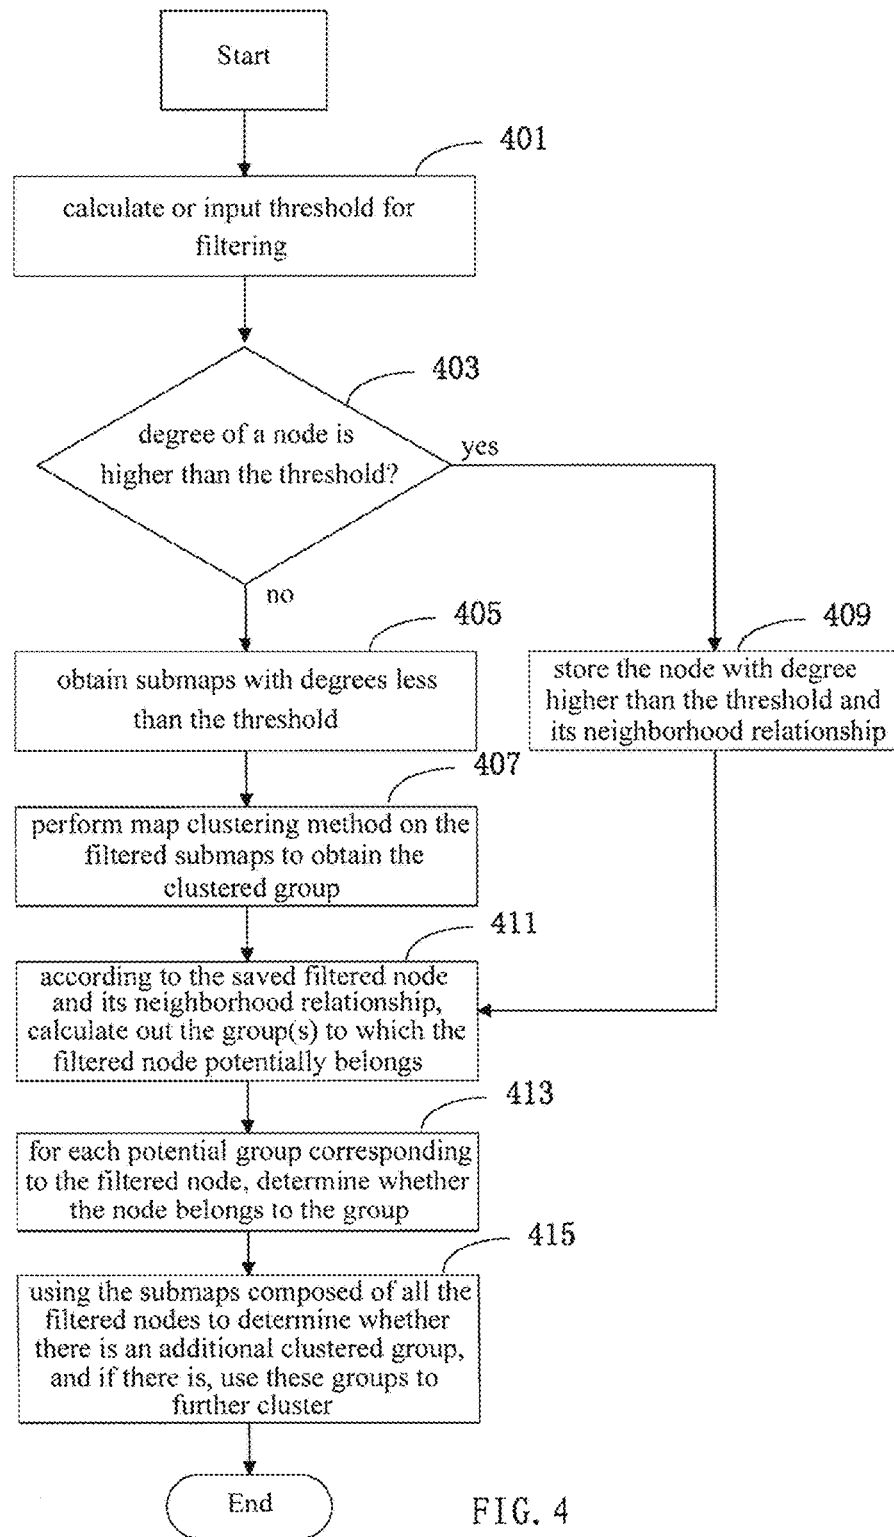 Start
401
calculate or input threshold for
filtering
403
degree of a node is
higher than the threshold?
yes
no
405
obtain submaps with degrees less
than the threshold
409
store the node with degree
higher than the threshold and
its neighborhood relationship
407
perform map clustering method on the
filtered submaps to obtain the
clustered group
411
according to the saved filtered node
and its neighborhood relationship,
calculate out the group(s) to which the
filtered node potentially belongs
413
for each potential group corresponding
to the filtered node, determine whether
the node belongs to the group
415
using the submaps composed of all the
filtered nodes to determine whether
there is an additional clustered group,
and if there is, use these groups to
further cluster
End
FIG. 4